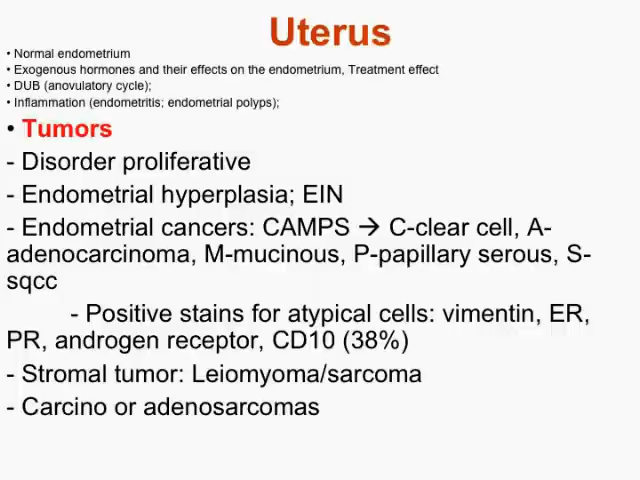 Uterus
• Normal endometrium
• Exogenous hormones and their effects on the endometrium, Treatment effect
• DUB (anovulatory cycle);
• Inflammation (endometritis; endometrial polyps);
• Tumors
- Disorder proliferative
- Endometrial hyperplasia; EIN
- Endometrial cancers: CAMPS → C-clear cell, A-
adenocarcinoma, M-mucinous, P-papillary serous, S-
sqcc
- Positive stains for atypical cells: vimentin, ER,
PR, androgen receptor, CD10 (38%)
- Stromal tumor: Leiomyoma/sarcoma
- Carcino or adenosarcomas